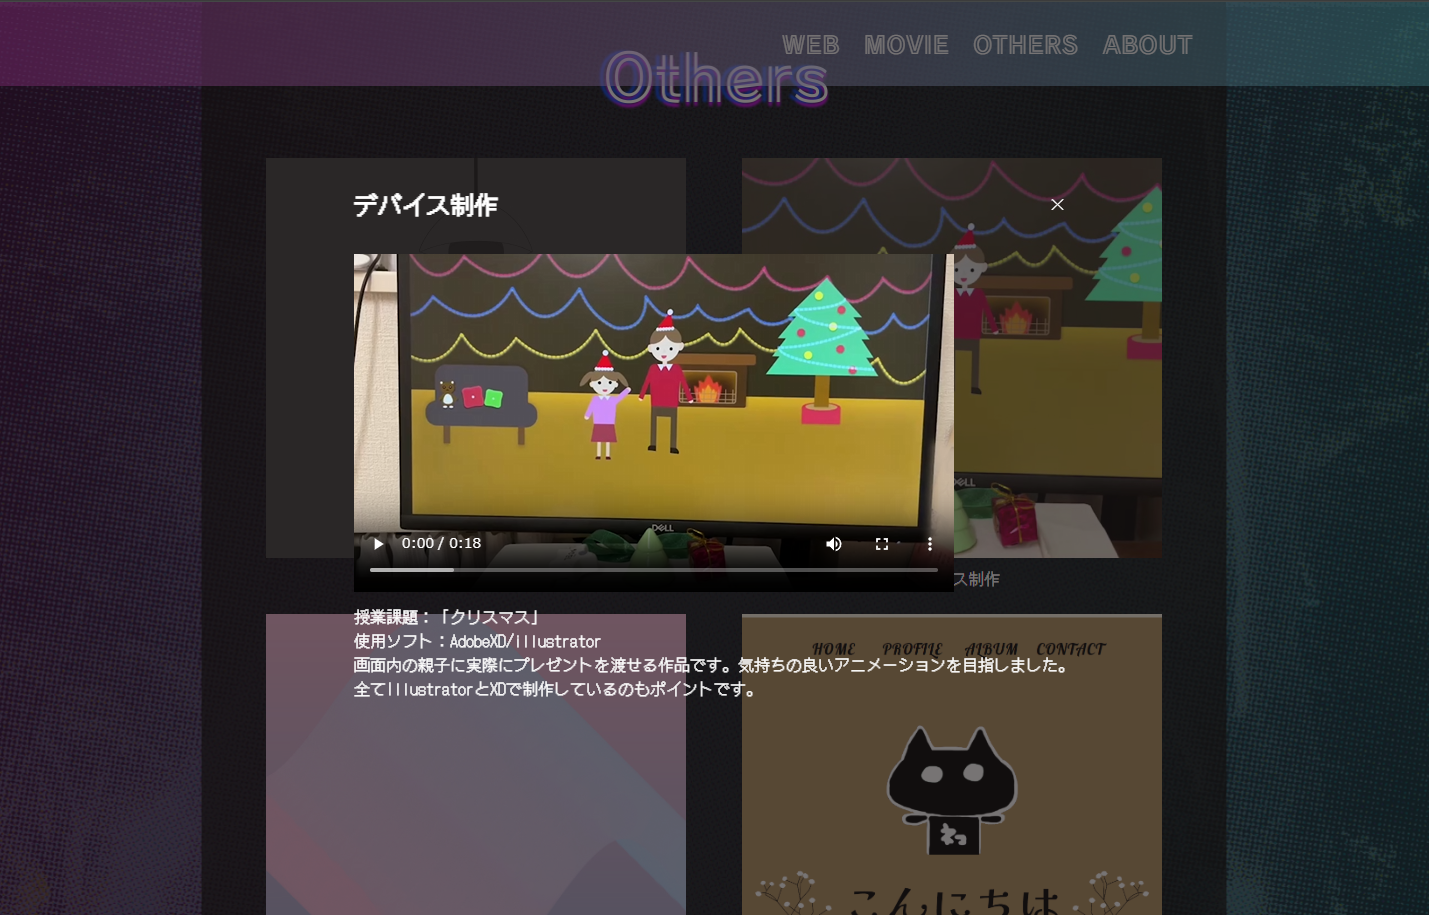 WEB MOVIE OTHERS ABOUT
Others
デバイス制作
DELL
DELL
0:00 / 0:18
ス制作
授業課題：「クリスマス」
使用ソフト：AdobeXD/Illustrator
画面内の親子に実際にプレゼントを渡せる作品です。気持ちの良いアニメーションを目指しました。
全てIllustratorとXDで制作しているのもポイントです。
HOME PROFILE ALBUM CONTACT
ねこ
こんにちは